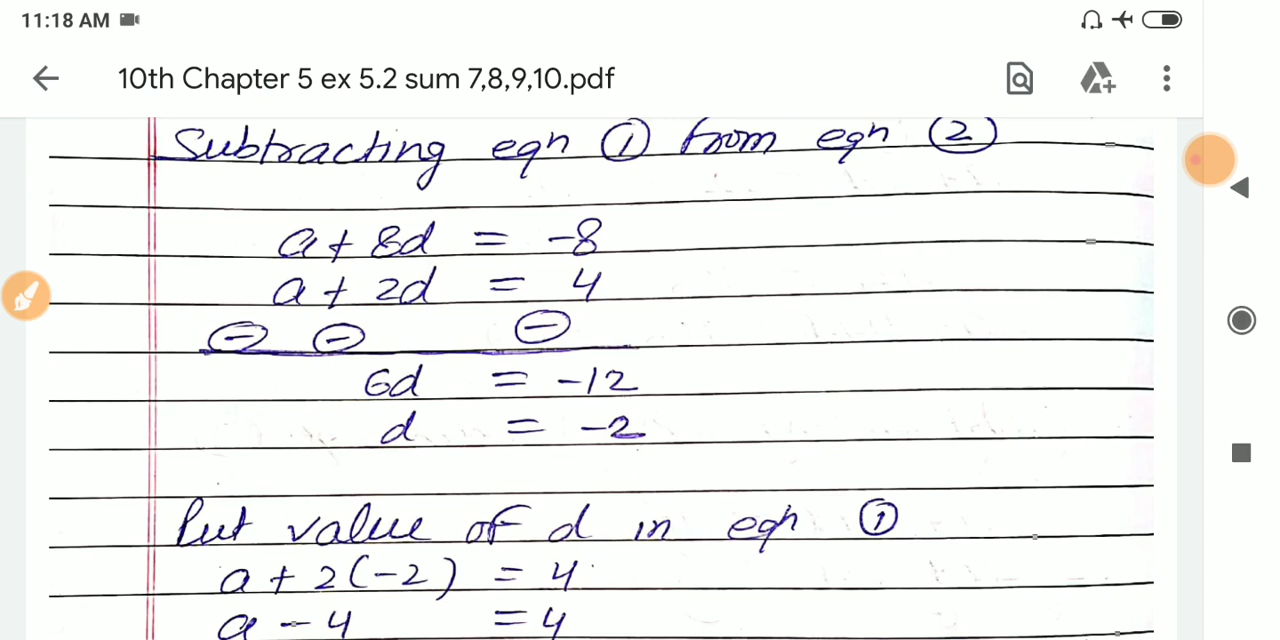 11:18 AM
10th Chapter 5 ex 5.2 sum 7,8,9,10.pdf
Subtracting eqn ① from eqn ②
a + 8d = -8
a + 2d = 4
⊖ ⊖ ⊖
6d = -12
d = -2
Put value of d in eqn ①
a + 2(-2) = 4
a - 4 = 4